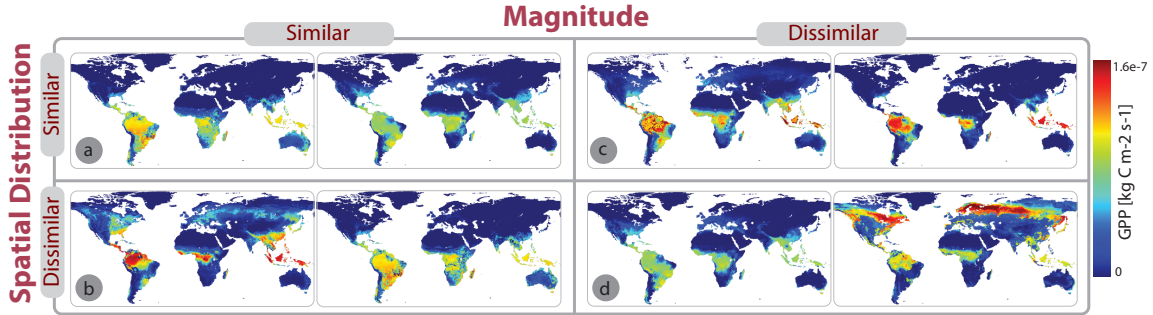 Magnitude
Similar
Dissimilar
Spatial Distribution
Similar
Dissimilar
a
c
b
d
1.6e-7
GPP [kg C m-2 s-1]
0